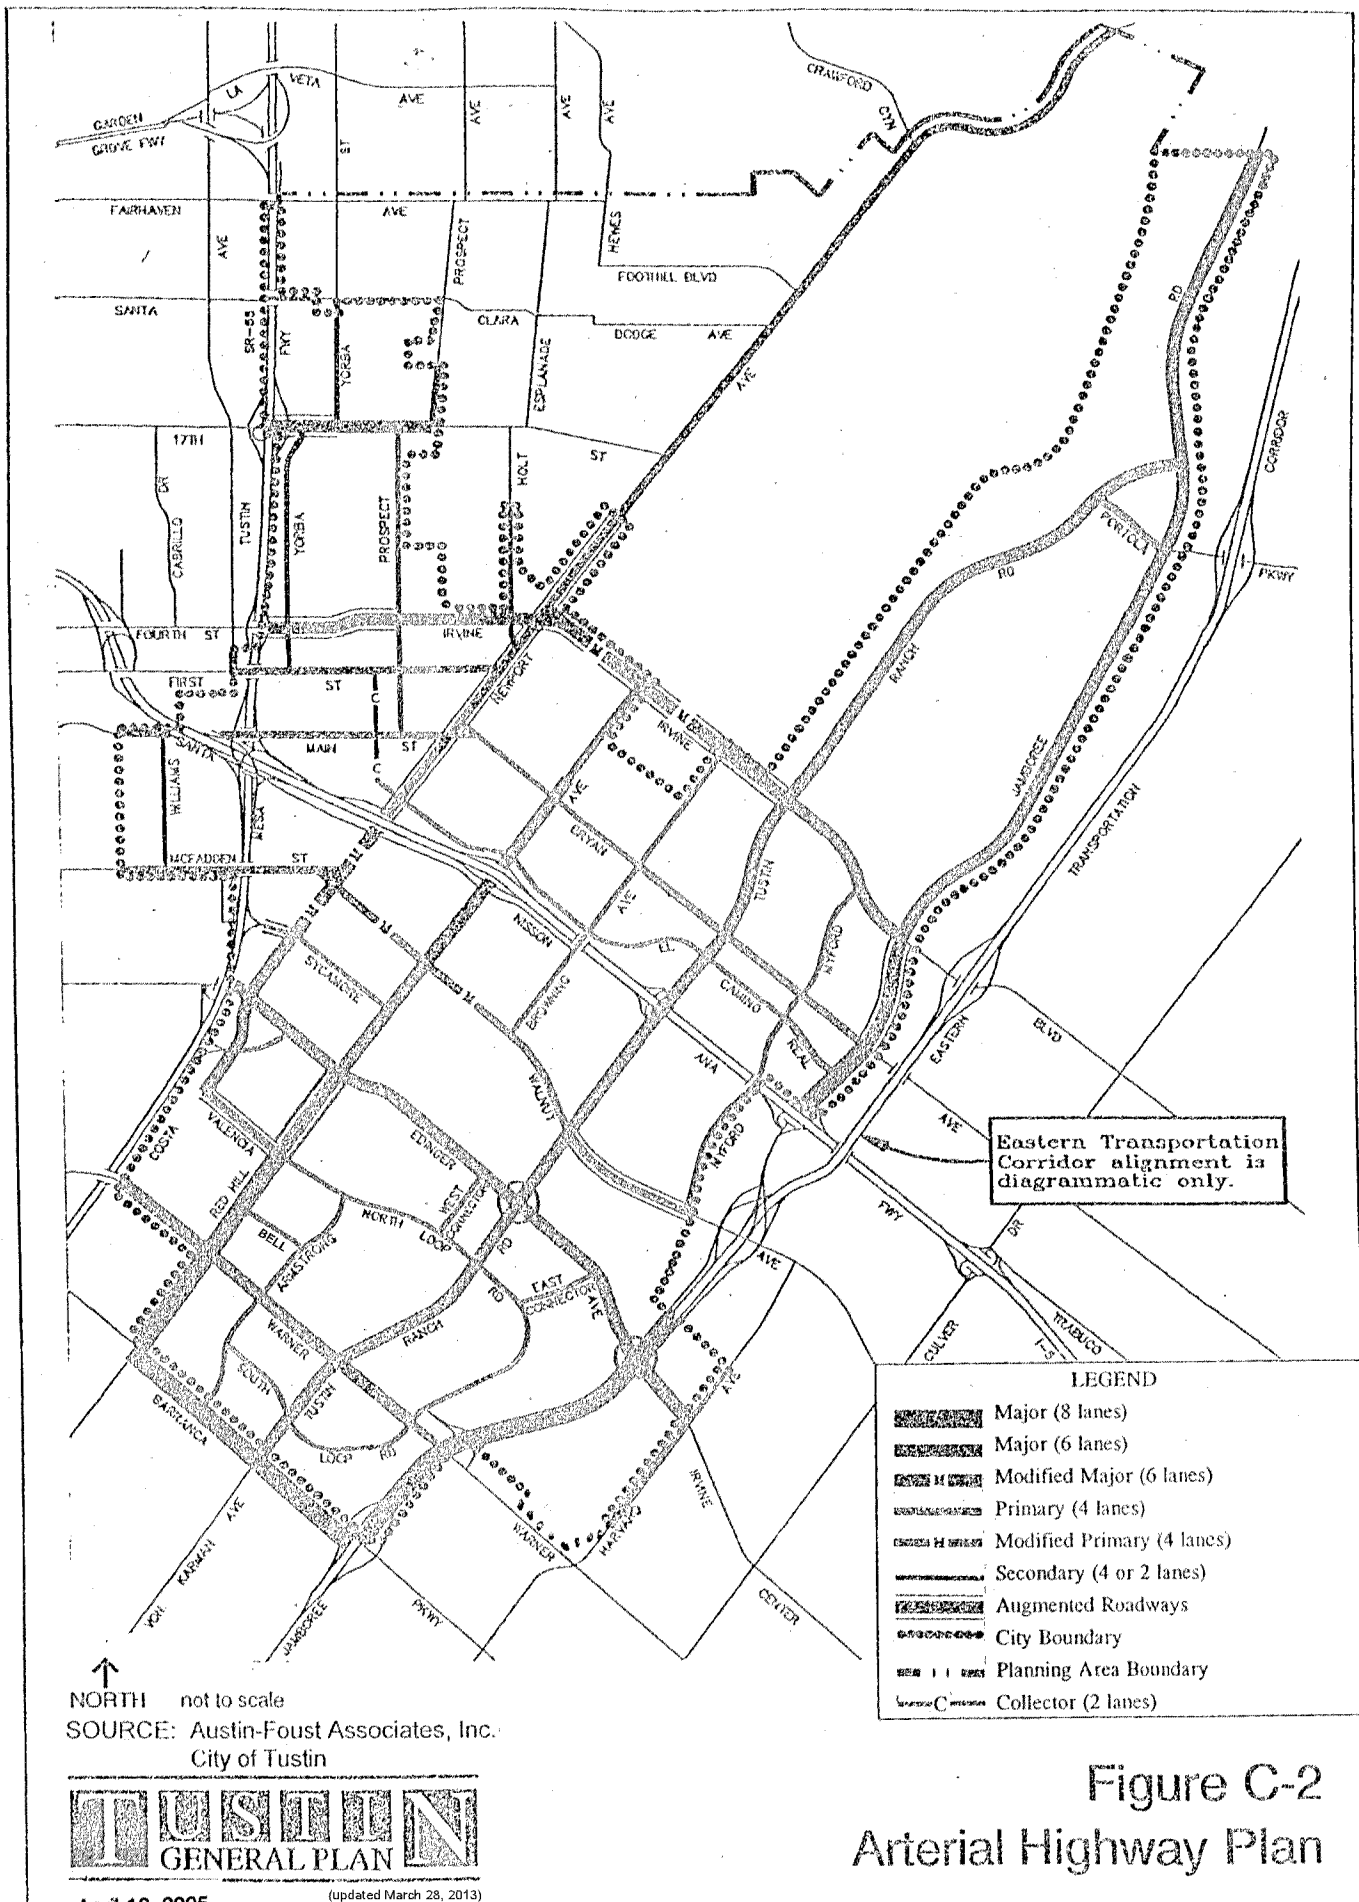 CRAWFORD
CYN
LA
VETA
AVE
GARDEN
GROVE FWY
AVE
AVE
AVE
ST
FAIRHAVEN
AVE
AVE
PROSPECT
HEWES
FOOTHILL BLVD
SANTA
CLARA
DODGE
AVE
SR-55
FWY
YORBA
ESPLANADE
AVE
RD
CORRIDOR
17TH
ST
DR
CABRILLO
TUSTIN
YORBA
PROSPECT
HOLT
PORTOLA
PKWY
RD
FOURTH ST
IRVINE
RANCH
FIRST
ST
C
NEWPORT
M
M
IRVINE
SANTA
MAIN
ST
C
WILLIAMS
MESA
AVE
BRYAN
JAMBOREE
TRANSPORTATION
MCFADDEN
ST
M
AVE
TUSTIN
M
M
NISSON
EL
MYFORD
SYCAMORE
M
BROWNING
CAMINO
REAL
EASTERN
BLVD
ANA
WALNUT
AVE
VALENCIA
COSTA
EDINGER
MYFORD
Eastern Transportation
Corridor alignment is
diagrammatic only.
RED HILL
WEST
CONNECTOR
NORTH
LOOP
RD
FWY
DR
BELL
ARMSTRONG
RD
EAST
CONNECTOR
AVE
AVE
WARNER
RANCH
CULVER
TRABUCO
I-5
SOUTH
TUSTIN
AVE
BARRANCA
LOOP
RD
IRVINE
AVE
WARNER
HARVARD
VON
KARMAN
JAMBOREE
PKWY
CENTER
LEGEND
Major (8 lanes)
Major (6 lanes)
M Modified Major (6 lanes)
Primary (4 lanes)
M Modified Primary (4 lanes)
Secondary (4 or 2 lanes)
Augmented Roadways
City Boundary
Planning Area Boundary
C Collector (2 lanes)
NORTH not to scale
SOURCE: Austin-Foust Associates, Inc.
City of Tustin
TUSTIN
GENERAL PLAN
(updated March 28, 2013)
Figure C-2
Arterial Highway Plan